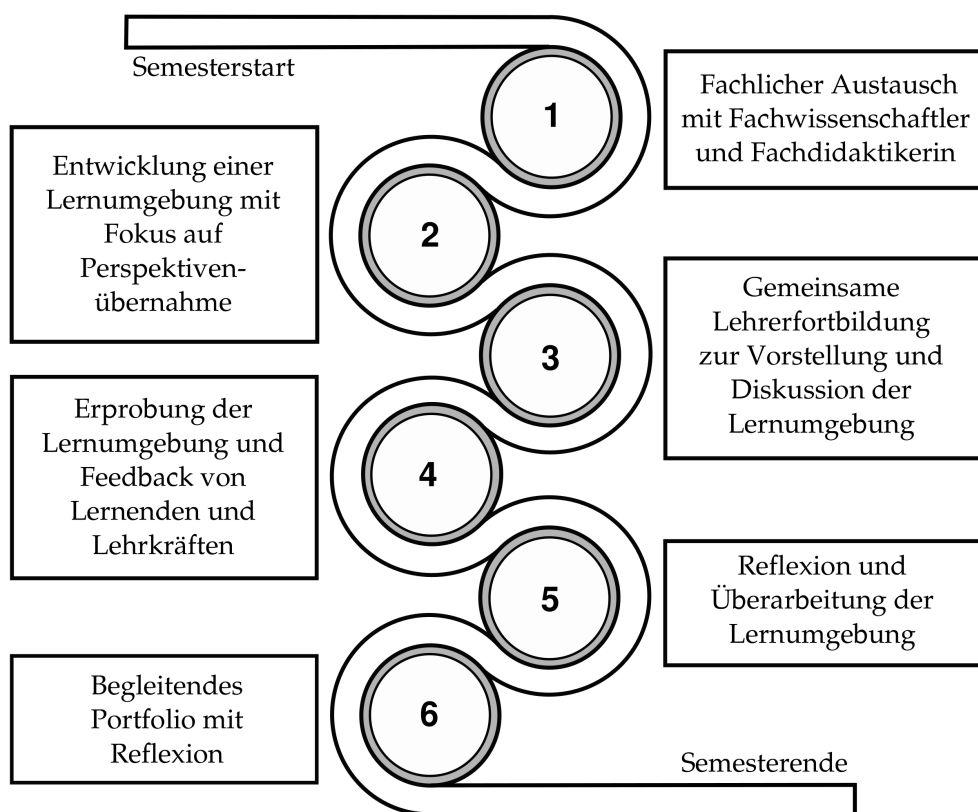 Semesterstart
1
Fachlicher Austausch
mit Fachwissenschaftler
und Fachdidaktikerin
Entwicklung einer
Lernumgebung mit
Fokus auf
Perspektiven-
übernahme
2
3
Gemeinsame
Lehrerfortbildung
zur Vorstellung und
Diskussion der
Lernumgebung
Erprobung der
Lernumgebung und
Feedback von
Lernenden und
Lehrkräften
4
5
Reflexion und
Überarbeitung der
Lernumgebung
Begleitendes
Portfolio mit
Reflexion
6
Semesterende